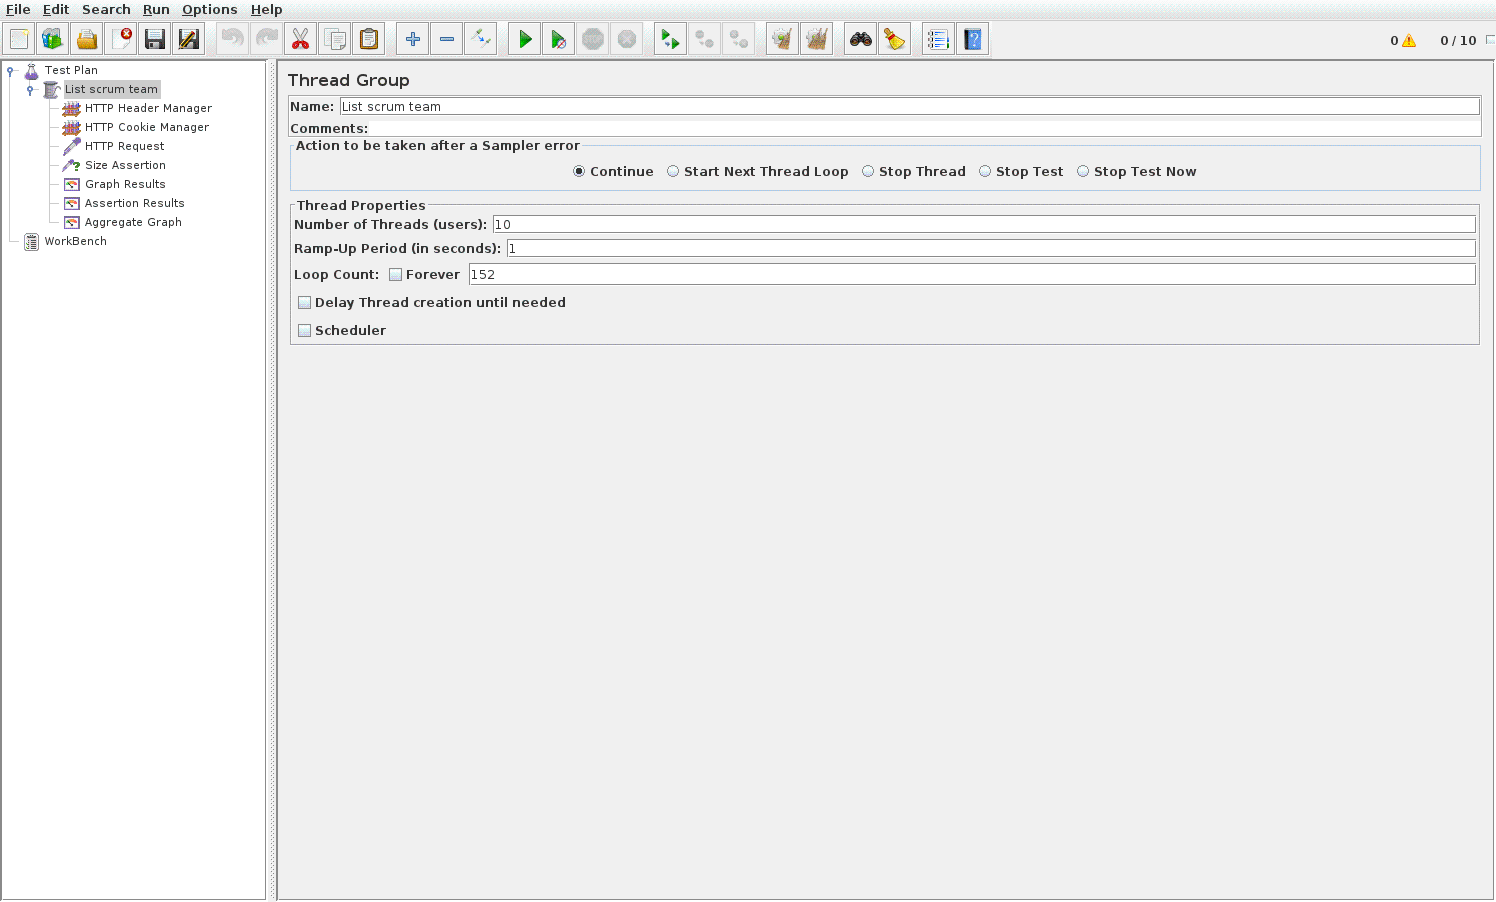 File Edit Search Run Options Help
0 0 / 10
Test Plan
List scrum team
HTTP Header Manager
HTTP Cookie Manager
HTTP Request
Size Assertion
Graph Results
Assertion Results
Aggregate Graph
WorkBench
Thread Group
Name: List scrum team
Comments:
Action to be taken after a Sampler error
Continue Start Next Thread Loop Stop Thread Stop Test Stop Test Now
Thread Properties
Number of Threads (users): 10
Ramp-Up Period (in seconds): 1
Loop Count: Forever 152
Delay Thread creation until needed
Scheduler